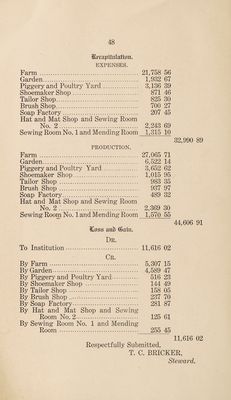 48
Recapitulation.
EXPENSES.
Farm 21,758 56
Garden 1,932 67
Piggery and Poultry Yard 3,136 39
Shoemaker Shop 871 46
Tailor Shop 825 30
Brush Shop 700 27
Soap Factory 207 45
Hat and Mat Shop and Sewing Room
No. 2 2,243 69
Sewing Room No. 1 and Mending Room 1,315 10
32,990 89
PRODUCTION.
Farm 27,065 71
Garden 6,522 14
Piggery and Poultry Yard 3,652 62
Shoemaker Shop 1,015 95
Tailor Shop 983 35
Brush Shop 937 97
Soap Factory 489 32
Hat and Mat Shop and Sewing Room
No. 2 2,369 30
Sewing Room No. 1 and Mending Room 1,570 55
44,606 91
Loss and Gain.
DR.
To Institution 11,616 02
CR.
By Farm 5,307 15
By Garden 4,589 47
By Piggery and Poultry Yard 516 23
By Shoemaker Shop 144 49
By Tailor Shop 158 05
By Brush Shop 237 70
By Soap Factory 281 87
By Hat and Mat Shop and Sewing
Room No. 2 125 61
By Sewing Room No. 1 and Mending
Room 255 45
11,616 02
Respectfully Submitted,
T. C. BRICKER,
Steward.